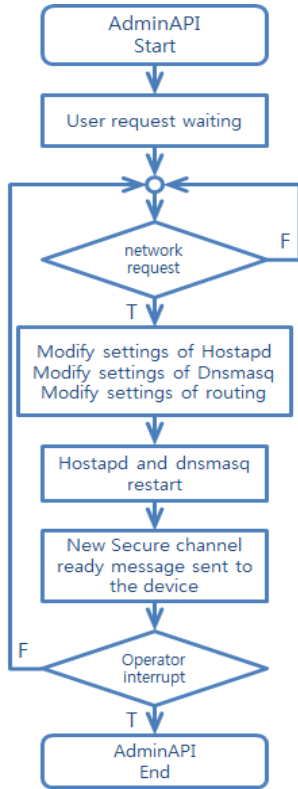 AdminAPI
Start
User request waiting
network
request
F
T
Modify settings of Hostapd
Modify settings of Dnsmasq
Modify settings of routing
Hostapd and dnsmasq
restart
New Secure channel
ready message sent to
the device
F
Operator
interrupt
T
AdminAPI
End